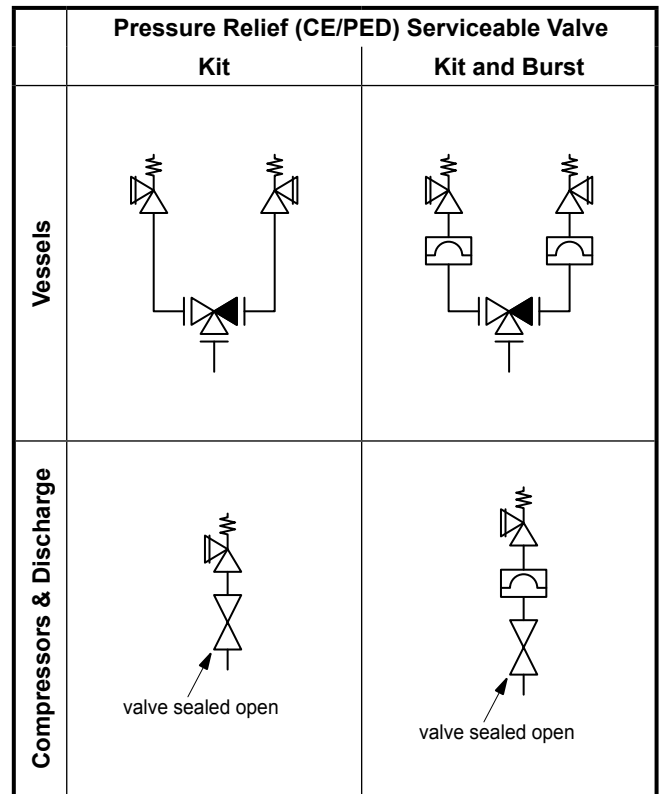 Pressure Relief (CE/PED) Serviceable Valve
Kit
Kit and Burst
Vessels
Compressors & Discharge
valve sealed open
valve sealed open